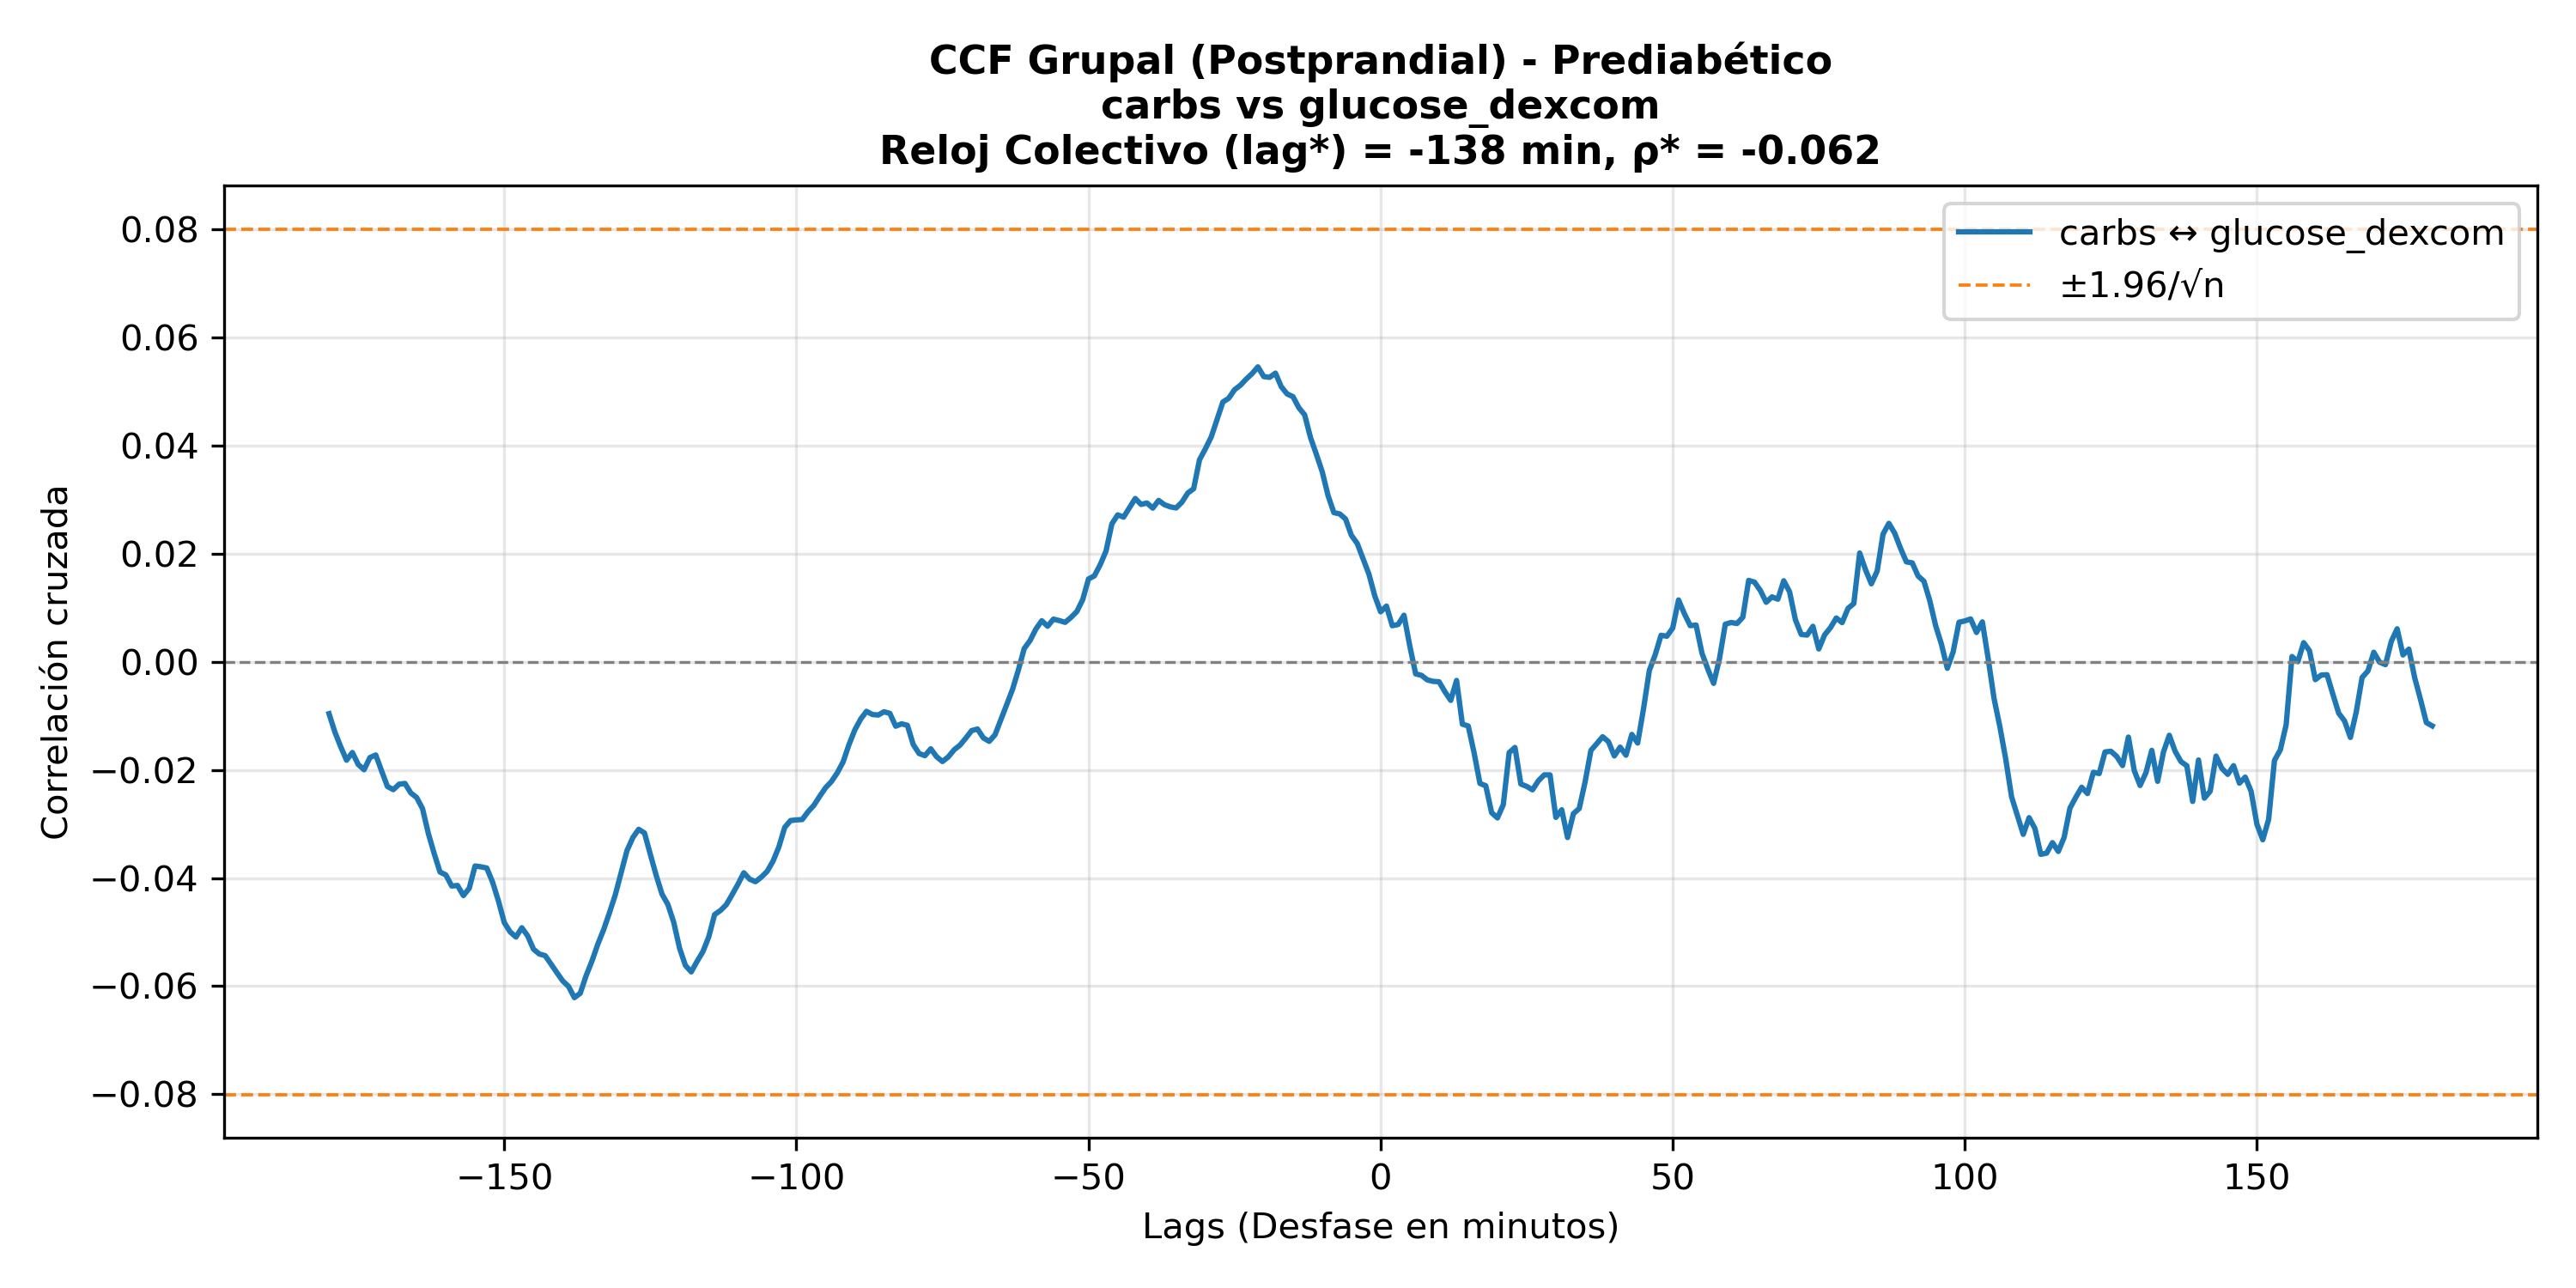 CCF Grupal (Postprandial) - Prediabético
carbs vs glucose_dexcom
Reloj Colectivo (lag*) = -138 min, ρ* = -0.062
carbs ↔ glucose_dexcom
±1.96/√n
Correlación cruzada
0.08
0.06
0.04
0.02
0.00
−0.02
−0.04
−0.06
−0.08
−150 −100 −50 0 50 100 150
Lags (Desfase en minutos)